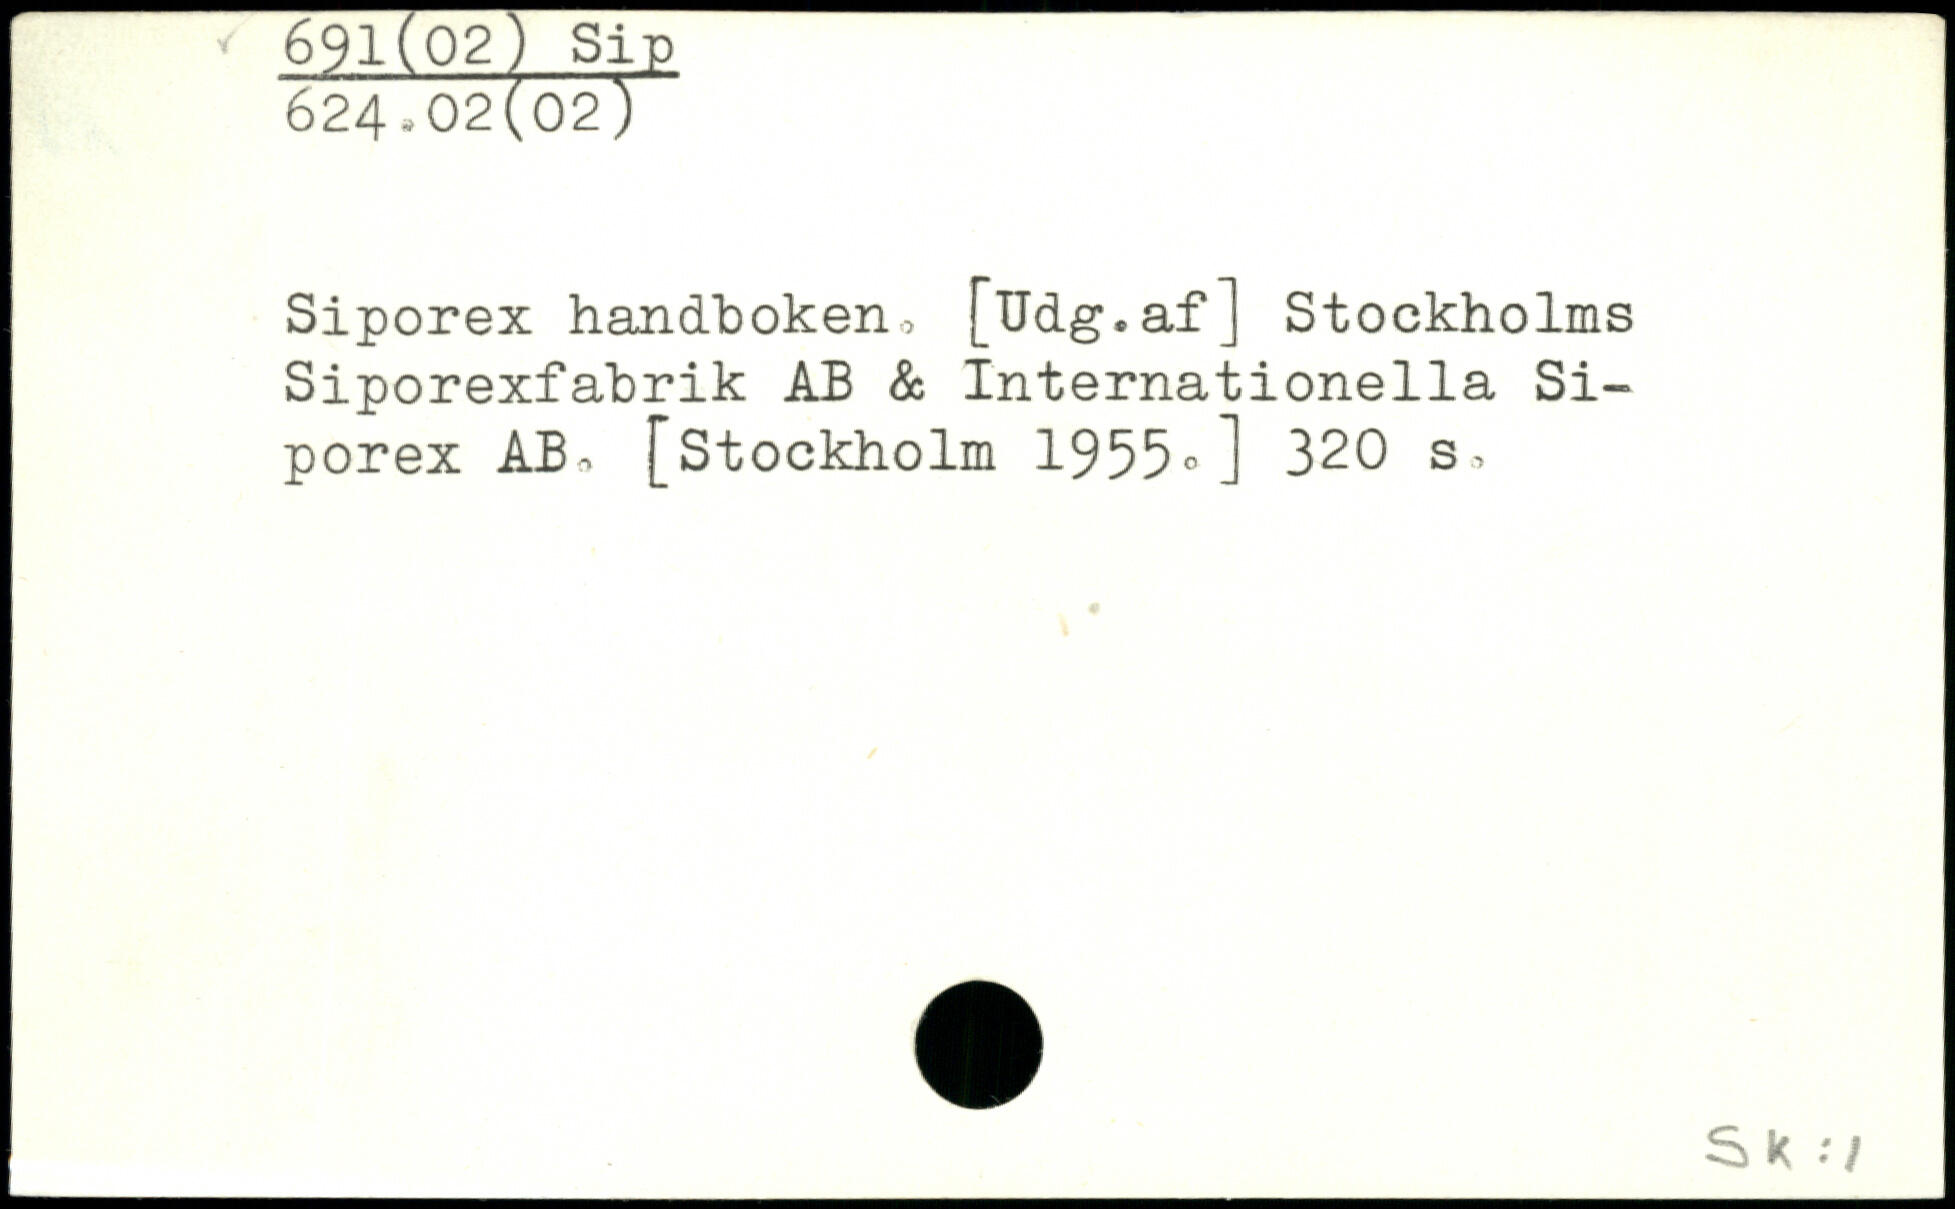 691(02) Sip
624.02(02)
Siporex handboken. [Udg.af] Stockholms
Siporexfabrik AB & Internationella Si-
porex AB. [Stockholm 1955.] 320 s.
SK:1